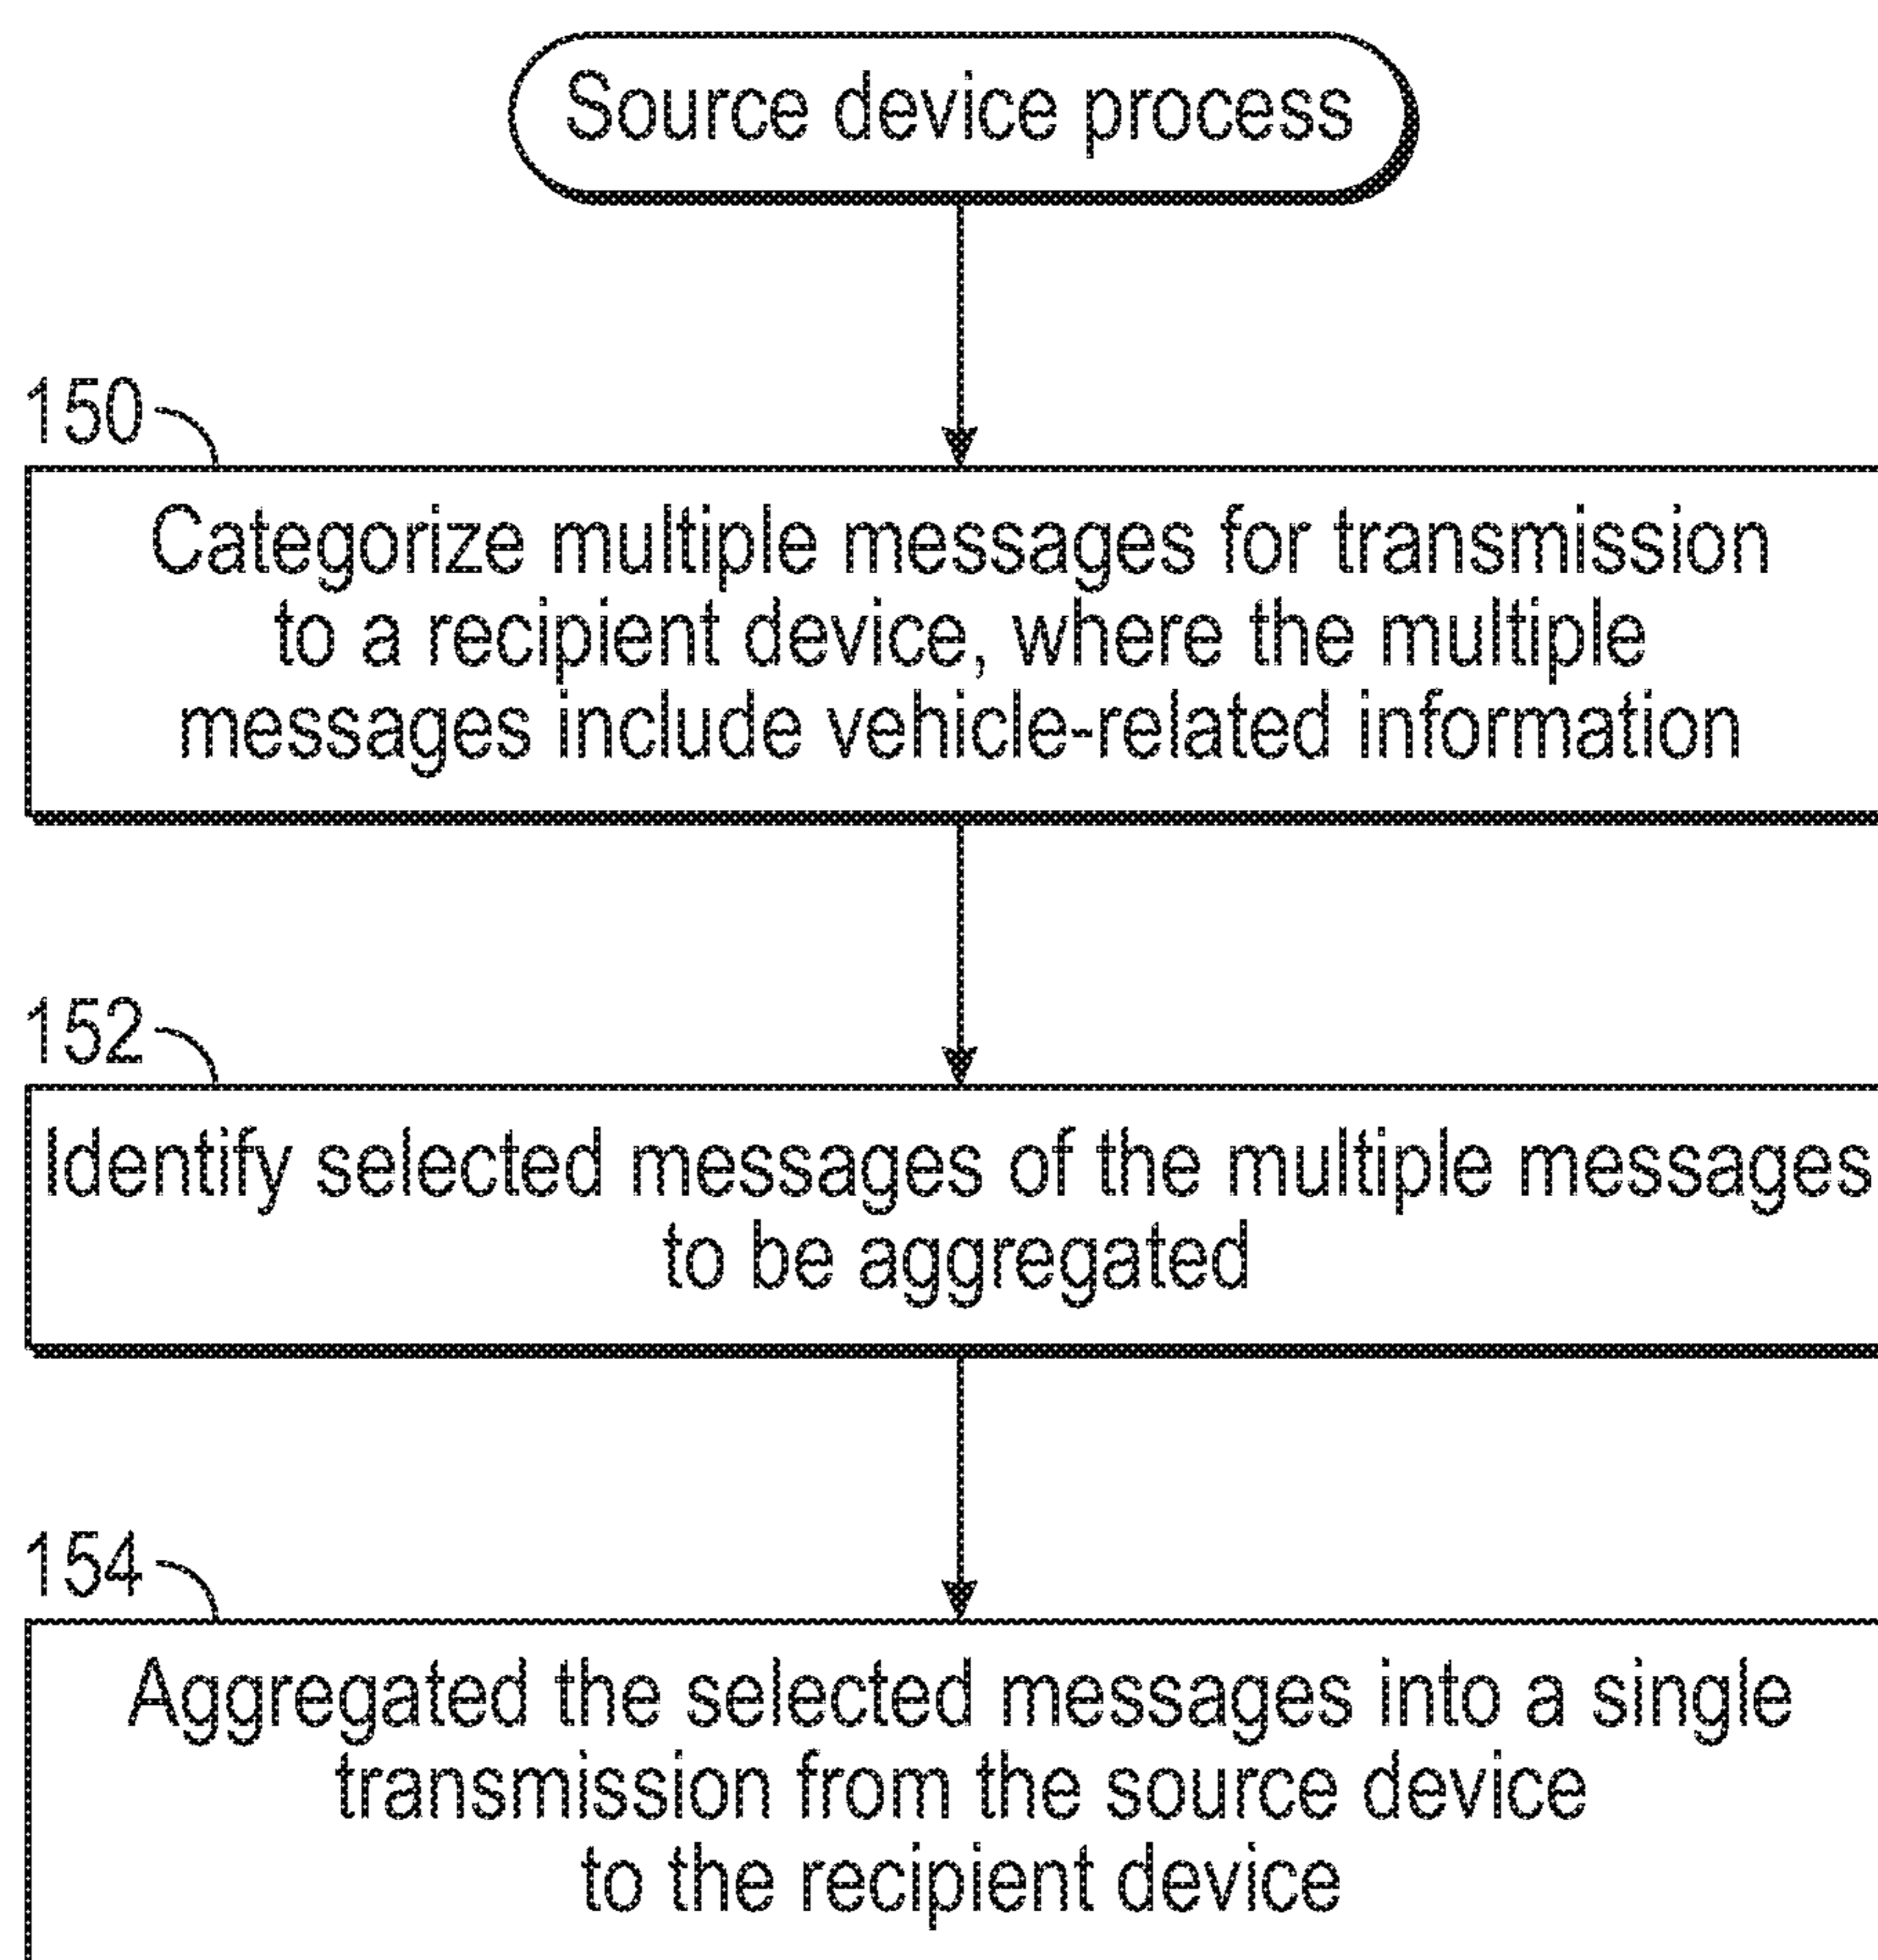 Source device process
150
Categorize multiple messages for transmission
to a recipient device, where the multiple
messages include vehicle-related information
152
Identify selected messages of the multiple messages
to be aggregated
154
Aggregated the selected messages into a single
transmission from the source device
to the recipient device